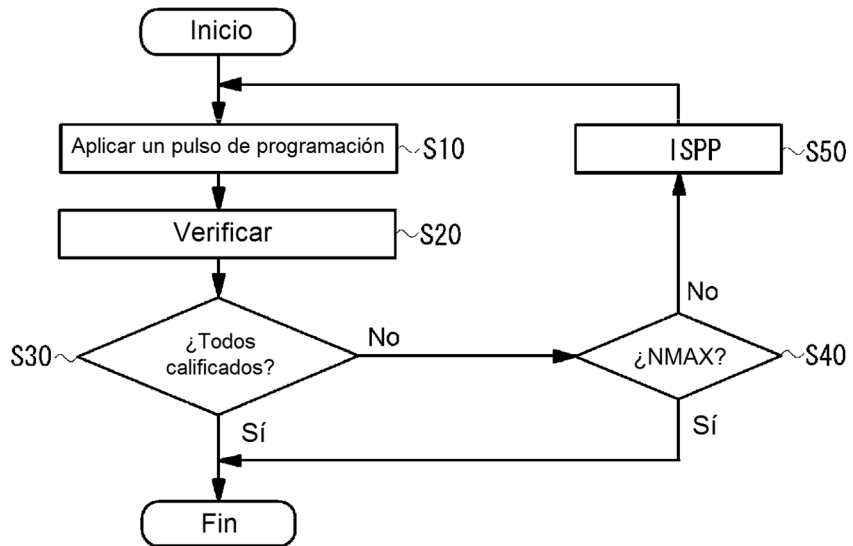 Inicio
Aplicar un pulso de programación
S10
ISPP
S50
Verificar
S20
No
S30
¿Todos
calificados?
No
¿NMAX?
S40
Sí
Sí
Fin